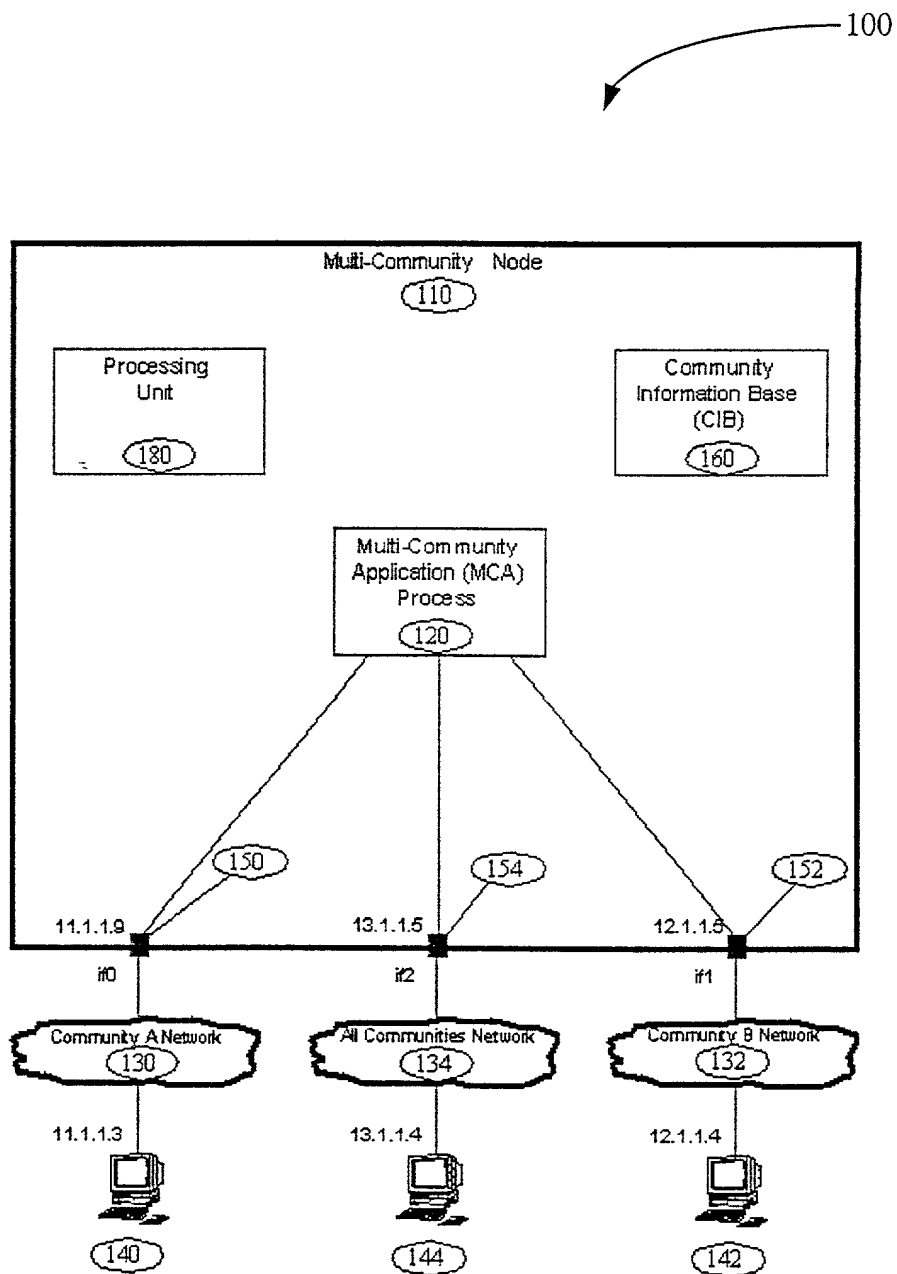 100
Multi-Community Node
110
Processing
Unit
180
Community
Information Base
(CIB)
160
Multi-Community
Application (MCA)
Process
120
150
154
152
11.1.1.9
13.1.1.5
12.1.1.5
if0
if2
if1
Community A Network
130
All Communities Network
134
Community B Network
132
11.1.1.3
13.1.1.4
12.1.1.4
140
144
142